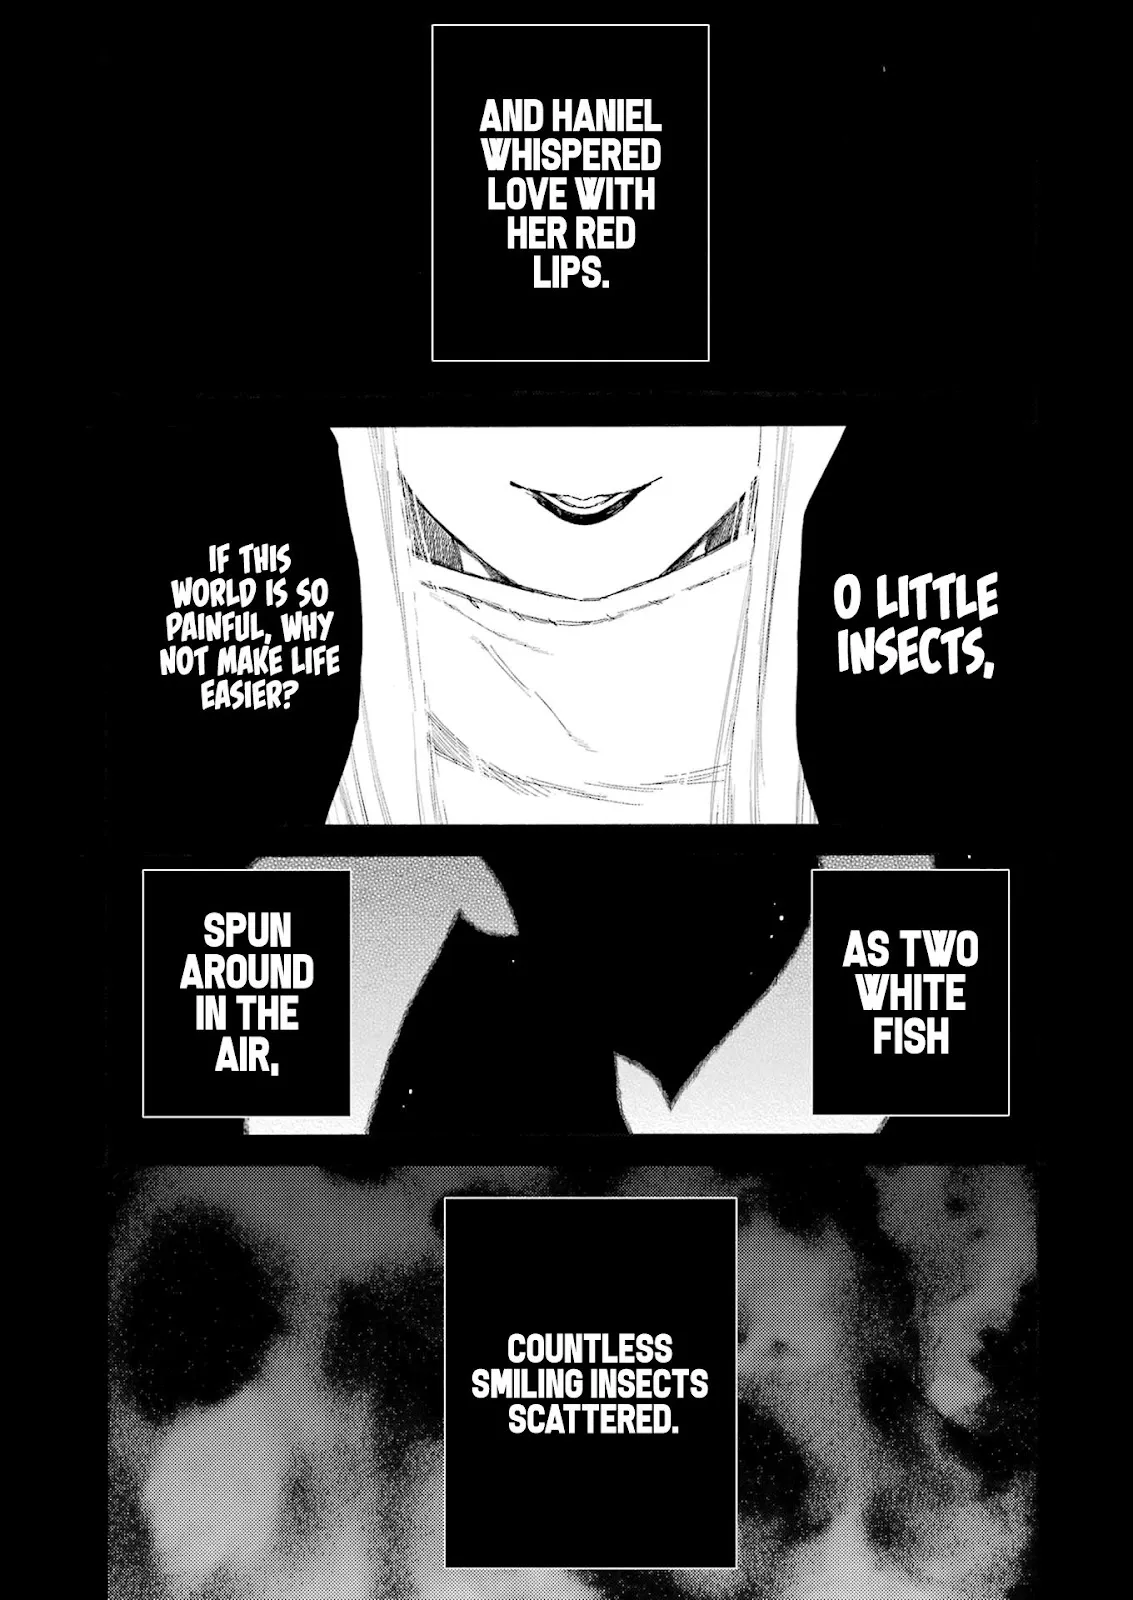 AND HANIEL
WHISPERED
LOVE WITH
HER RED
LIPS.
O LITTLE
INSECTS,
IF THIS
WORLD IS SO
PAINFUL, WHY
NOT MAKE LIFE
EASIER?
AS TWO
WHITE
FISH
SPUN
AROUND
IN THE
AIR,
COUNTLESS
SMILING INSECTS
SCATTERED.